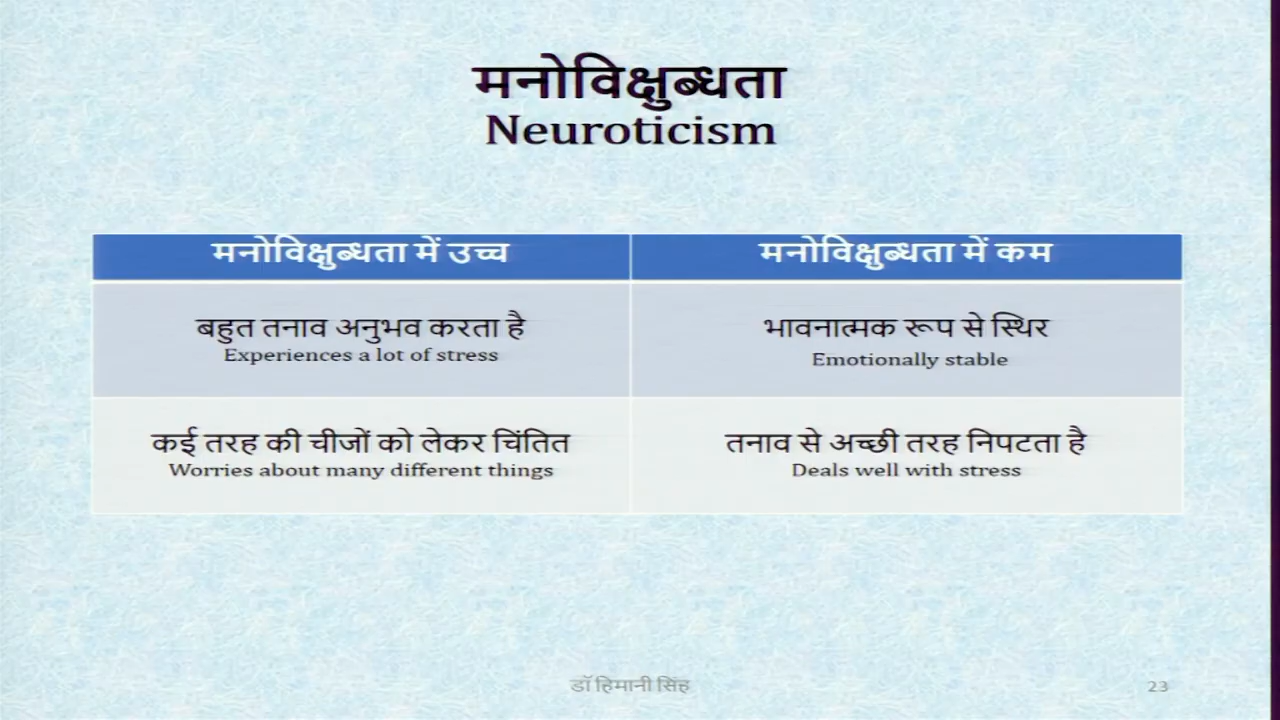 मनोविक्षुब्धता
Neuroticism
मनोविक्षुब्धता में उच्च
मनोविक्षुब्धता में कम
बहुत तनाव अनुभव करता है
Experiences a lot of stress
भावनात्मक रूप से स्थिर
Emotionally stable
कई तरह की चीजों को लेकर चिंतित
Worries about many different things
तनाव से अच्छी तरह निपटता है
Deals well with stress
डॉ हिमानी सिंह
23